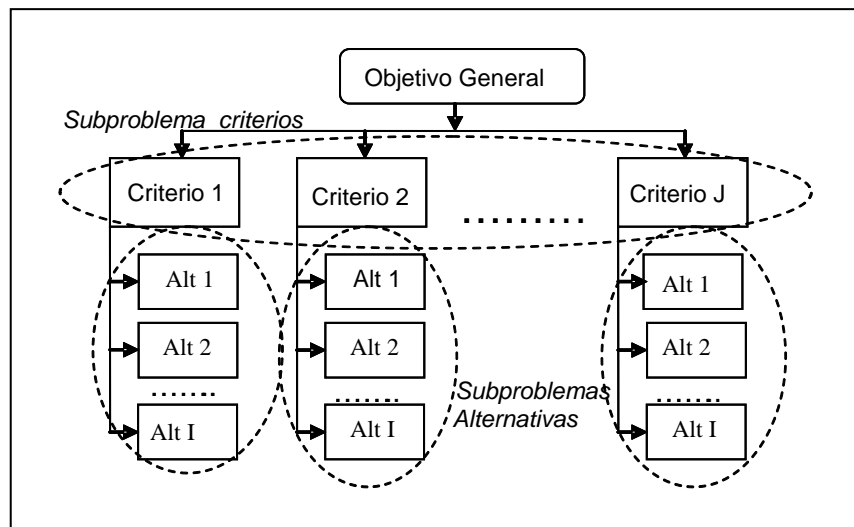 Objetivo General
Subproblema criterios
Criterio 1
Criterio 2
Criterio J
.........
Alt 1
Alt 2
.......
Alt I
Alt 1
Alt 2
.......
Alt I
Alt 1
Alt 2
.......
Alt I
Subproblemas
Alternativas